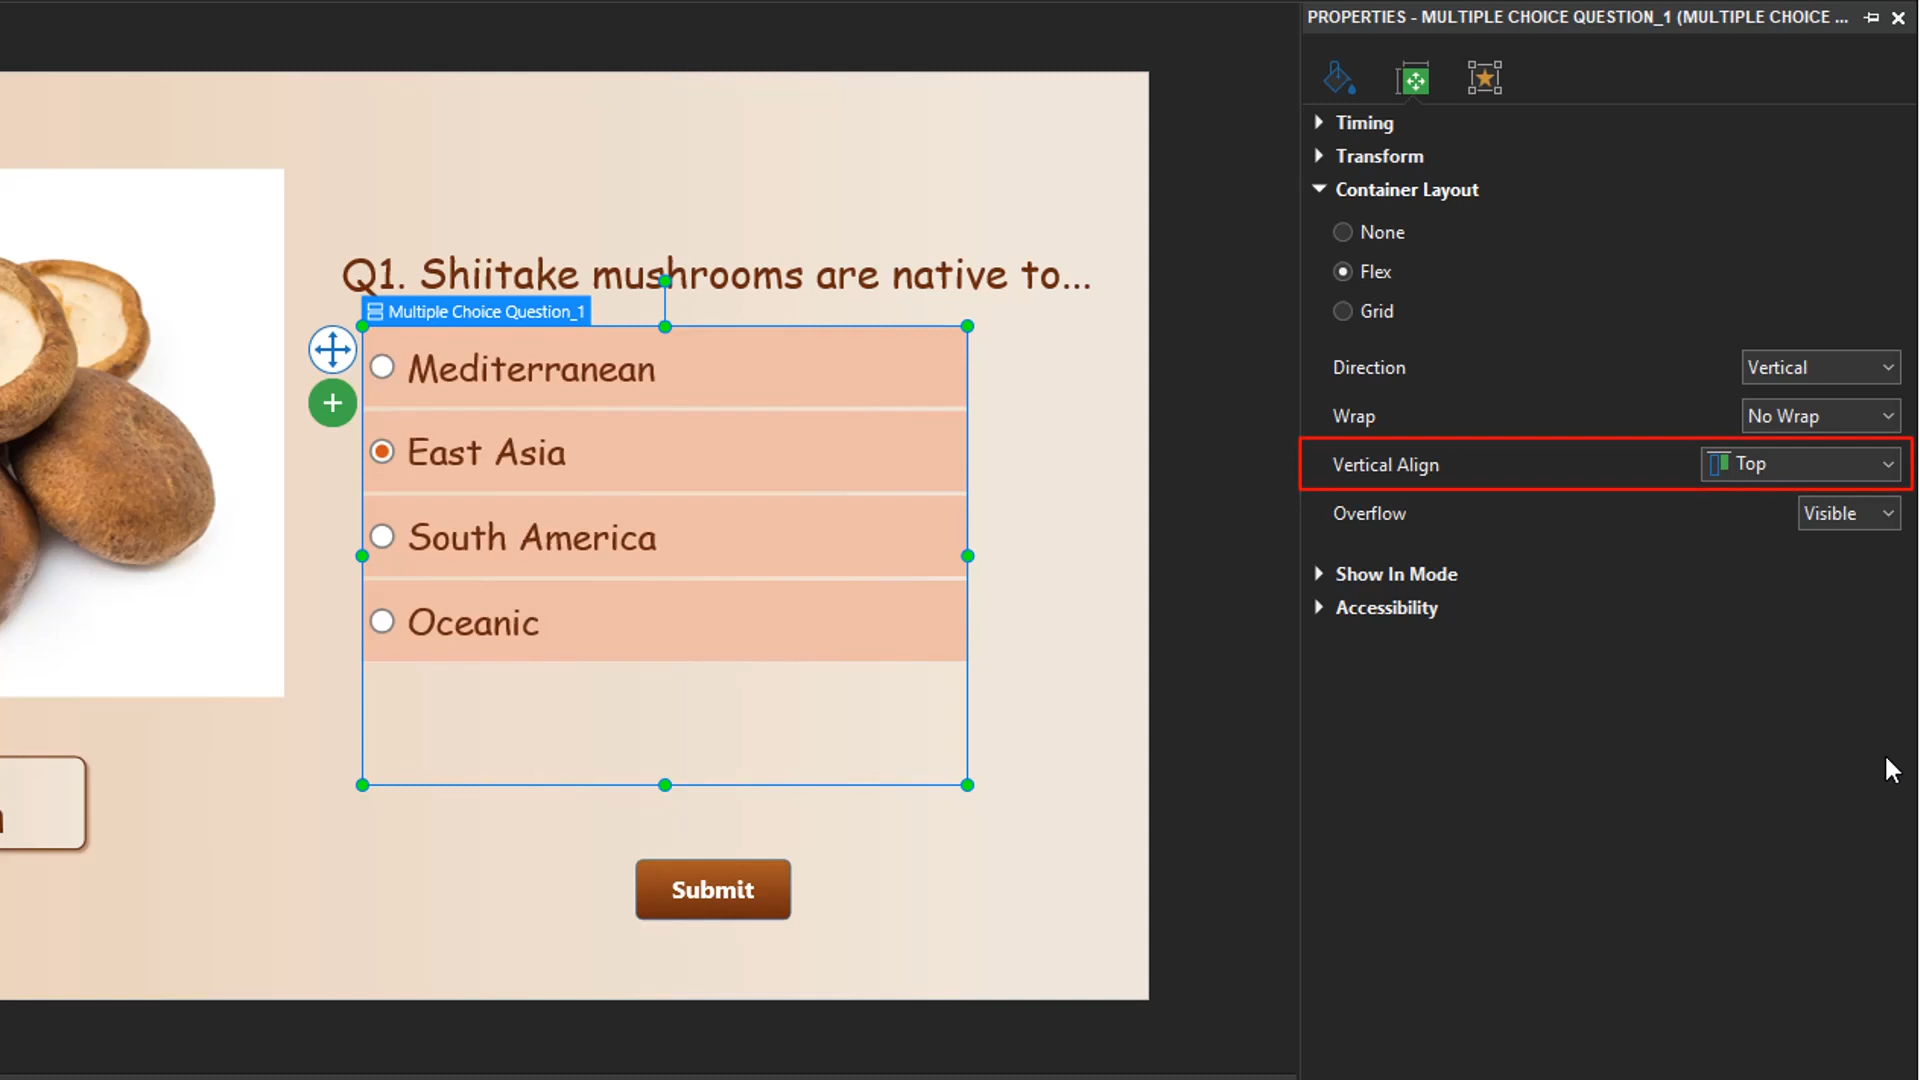 PROPERTIES - MULTIPLE CHOICE QUESTION_1 (MULTIPLE CHOICE ...
Timing
Transform
Container Layout
None
Flex
Grid
Direction
Vertical
Wrap
No Wrap
Vertical Align
Top
Overflow
Visible
Show In Mode
Accessibility
Q1. Shiitake mushrooms are native to...
Multiple Choice Question_1
Mediterranean
East Asia
South America
Oceanic
Submit